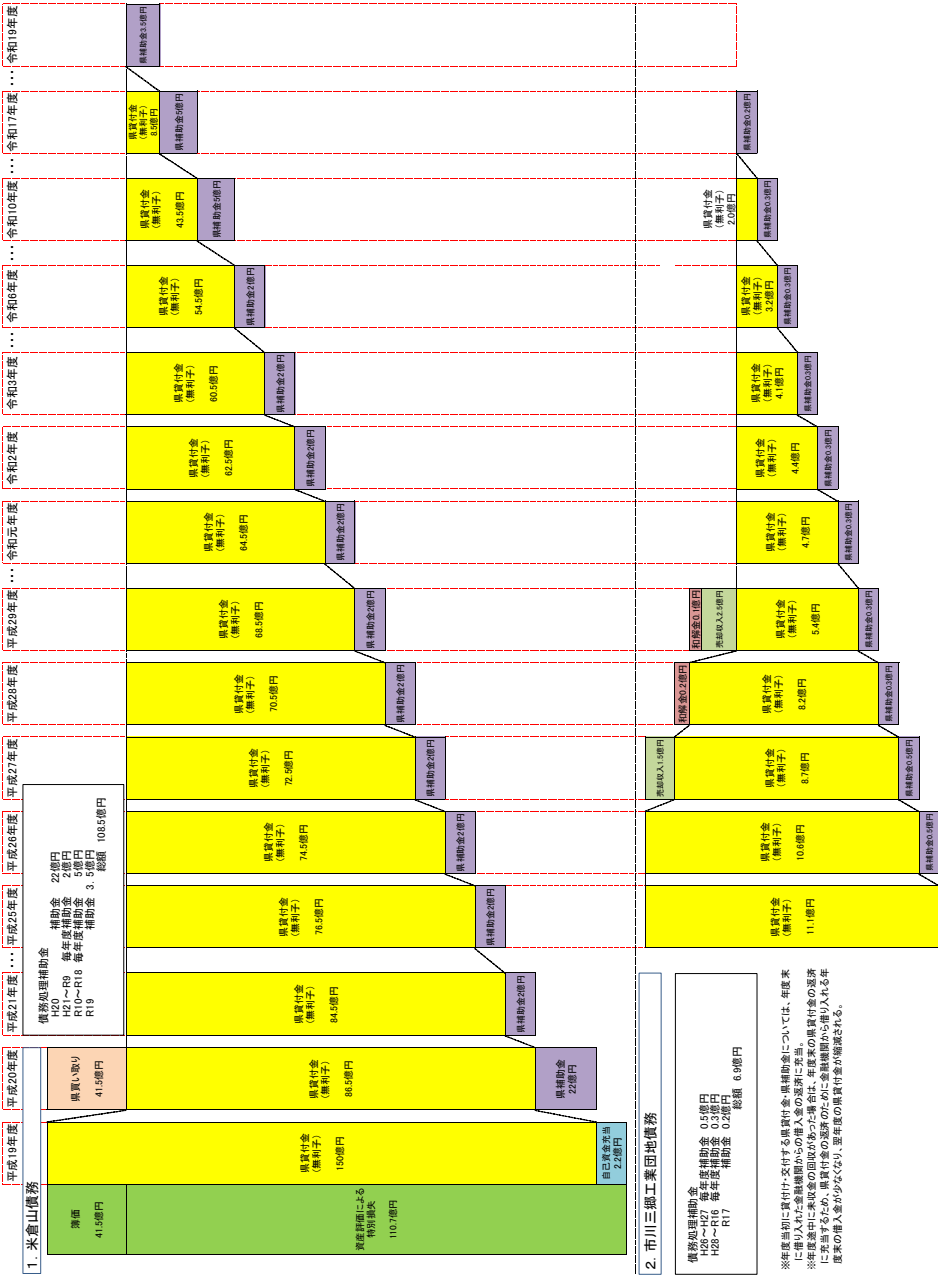 平成19年度
平成20年度
平成21年度
･･･
平成25年度
平成26年度
平成27年度
平成28年度
平成29年度
･･･
令和元年度
令和2年度
令和3年度
･･･
令和6年度
･･･
令和10年度
･･･
令和17年度
･･･
令和19年度
1. 米倉山債務
債務処理補助金
H20 補助金 22億円
H21～R9 毎年度補助金 2億円
R10～R18 毎年度補助金 5億円
R19 補助金 3.5億円
総額 108.5億円
簿価
41.5億円
資産評価による
特別損失
110.7億円
県貸付金
(無利子)
150億円
自己資金充当
2.2億円
県買い取り
41.5億円
県貸付金
(無利子)
86.5億円
県補助金
22億円
県貸付金
(無利子)
84.5億円
県補助金2億円
県貸付金
(無利子)
76.5億円
県補助金2億円
県貸付金
(無利子)
74.5億円
県補助金2億円
県貸付金
(無利子)
72.5億円
県補助金2億円
県貸付金
(無利子)
70.5億円
県補助金2億円
県貸付金
(無利子)
68.5億円
県補助金2億円
県貸付金
(無利子)
64.5億円
県補助金2億円
県貸付金
(無利子)
62.5億円
県補助金2億円
県貸付金
(無利子)
60.5億円
県補助金2億円
県貸付金
(無利子)
54.5億円
県補助金2億円
県貸付金
(無利子)
43.5億円
県補助金5億円
県貸付金
(無利子)
8.5億円
県補助金5億円
県補助金3.5億円
2. 市川三郷工業団地債務
債務処理補助金
H26～H27 毎年度補助金 0.5億円
H28～R16 毎年度補助金 0.3億円
R17 補助金 0.2億円
総額 6.9億円
県貸付金
(無利子)
11.1億円
県貸付金
(無利子)
10.6億円
県補助金0.5億円
売却収入1.5億円
県貸付金
(無利子)
8.7億円
県補助金0.5億円
和解金0.2億円
県貸付金
(無利子)
8.2億円
県補助金0.3億円
和解金0.1億円
売却収入2.5億円
県貸付金
(無利子)
5.4億円
県補助金0.3億円
県貸付金
(無利子)
4.7億円
県補助金0.3億円
県貸付金
(無利子)
4.4億円
県補助金0.3億円
県貸付金
(無利子)
4.1億円
県補助金0.3億円
県貸付金
(無利子)
3.2億円
県補助金0.3億円
県貸付金
(無利子)
2.0億円
県補助金0.3億円
県補助金0.2億円
※年度当初に貸付け･交付する県貸付金･県補助金については、年度末
に借り入れた金融機関からの借入金の返済に充当。
※年度途中に未収金の回収があった場合は、年度末の県貸付金の返済
に充当するため、県貸付金の返済のために金融機関から借り入れる年
度末の借入金が少なくなり、翌年度の県貸付金が縮減される。